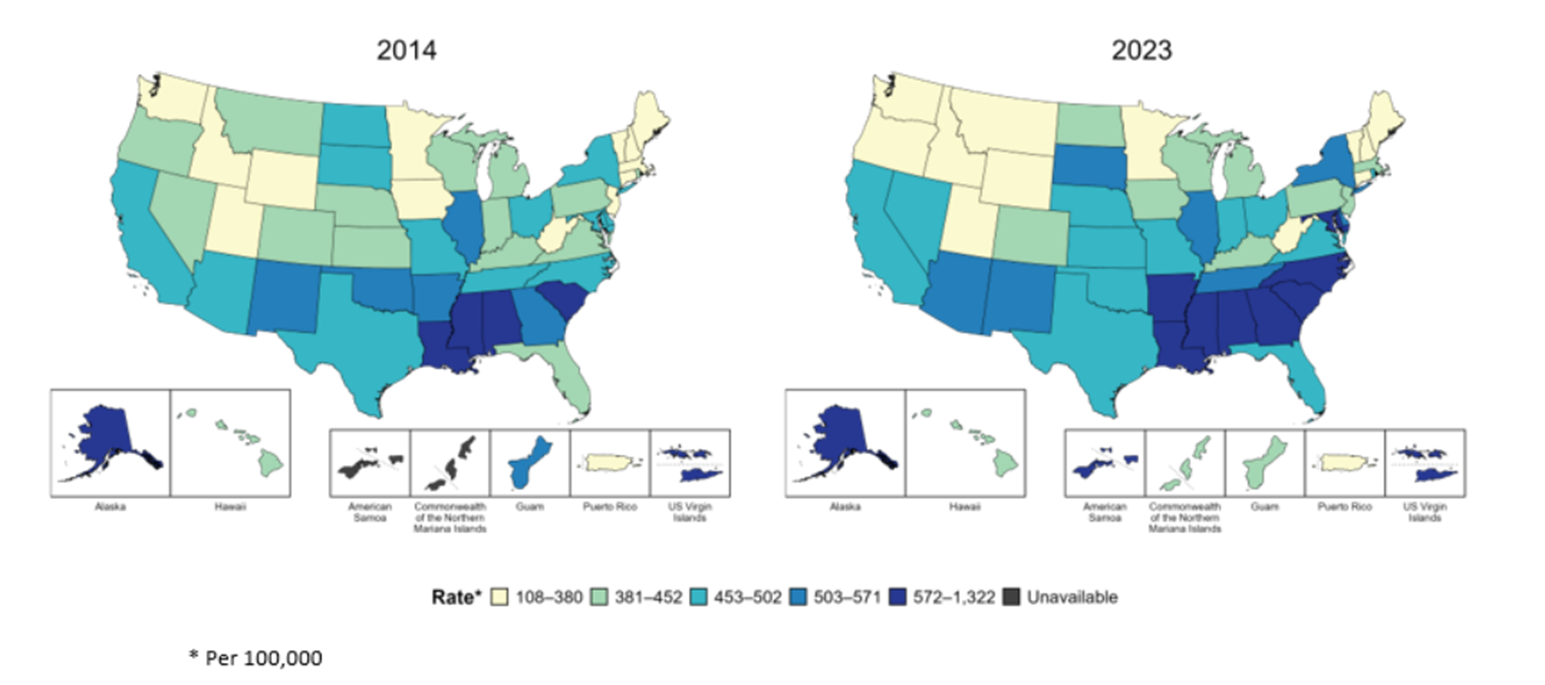 2014
2023
Alaska
Hawaii
American
Samoa
Commonwealth
of the Northern
Mariana Islands
Guam
Puerto Rico
US Virgin
Islands
Alaska
Hawaii
American
Samoa
Commonwealth
of the Northern
Mariana Islands
Guam
Puerto Rico
US Virgin
Islands
Rate* 108–380 381–452 453–502 503–571 572–1,322 Unavailable
* Per 100,000